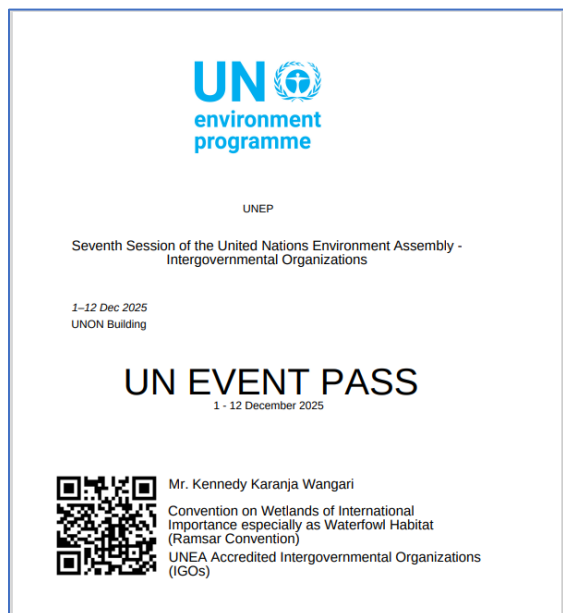 UN
environment
programme
UNEP
Seventh Session of the United Nations Environment Assembly -
Intergovernmental Organizations
1–12 Dec 2025
UNON Building
UN EVENT PASS
1 - 12 December 2025
Mr. Kennedy Karanja Wangari
Convention on Wetlands of International
Importance especially as Waterfowl Habitat
(Ramsar Convention)
UNEA Accredited Intergovernmental Organizations
(IGOs)